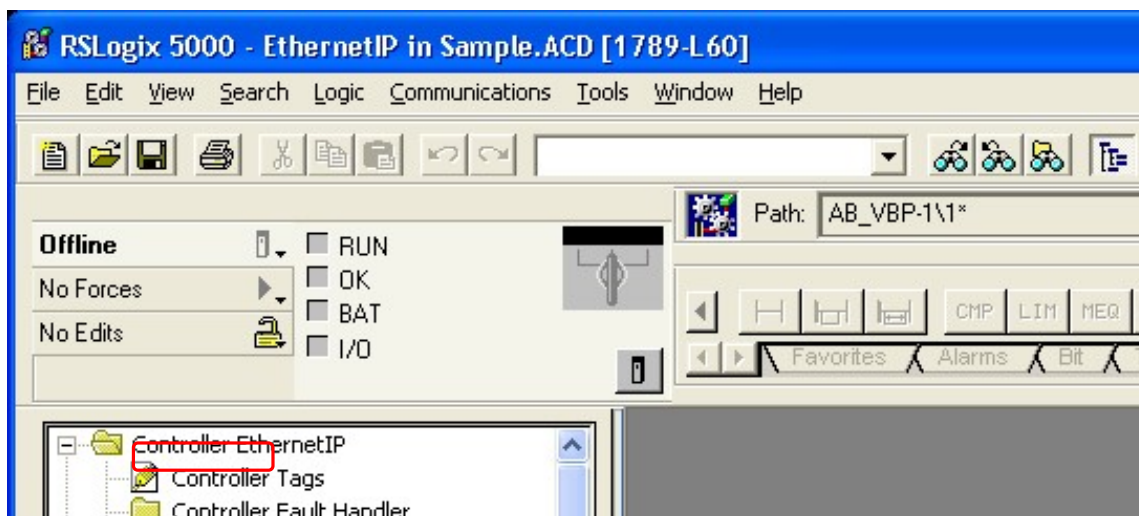 RSLogix 5000 - EthernetIP in Sample.ACD [1789-L60]
File Edit View Search Logic Communications Tools Window Help
Path: AB_VBP-1\1*
Offline
RUN
No Forces
OK
BAT
No Edits
I/O
CMP LIM MEQ
Favorites Alarms Bit
Controller EthernetIP
Controller Tags
Controller Fault Handler